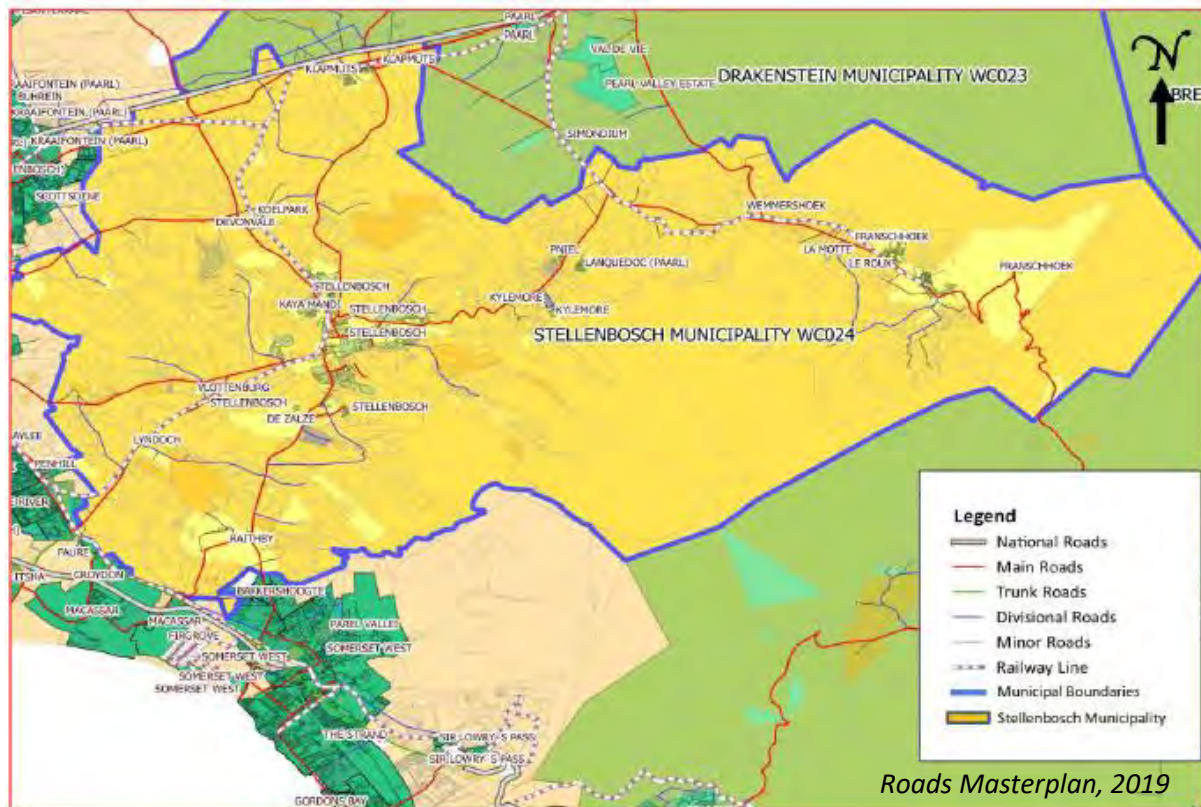 PAARL
PAARL
KLAPMUTS
KLAPMUTS
VAL DE VIE
PEARL VALLEY ESTATE
DRAKENSTEIN MUNICIPALITY WC023
N
BRE
KRAAIFONTEIN (PAARL)
BUHREIN
KRAAIFONTEIN (PAARL)
KRAAIFONTEIN (PAARL)
SIMONDIUM
SCOTTSDENE
KOELPARK
DEVONVALE
WEMMERSHOEK
FRANSCHHOEK
LA MOTTE
LE ROUX
FRANSCHHOEK
PNIEL
LANQUEDOC (PAARL)
STELLENBOSCH
KAYA MANDI
STELLENBOSCH
KYLEMORE
KYLEMORE
STELLENBOSCH
STELLENBOSCH MUNICIPALITY WC024
VLOTTENBURG
STELLENBOSCH
DE ZALZE
STELLENBOSCH
LYNDOCH
PENHILL
RAITHBY
FAURE
CROYDON
ITSHA
MACASSAR
MACASSAR
FIRGROVE
BAKKERSHOOGTE
PAREL VALLEI
SOMERSET WEST
SOMERSET WEST
SOMERSET WEST
SOMERSET WEST
THE STRAND
SIR LOWRY-S PASS
SIR LOWRY-S PASS
GORDONS BAY
Legend
National Roads
Main Roads
Trunk Roads
Divisional Roads
Minor Roads
Railway Line
Municipal Boundaries
Stellenbosch Municipality
Roads Masterplan, 2019